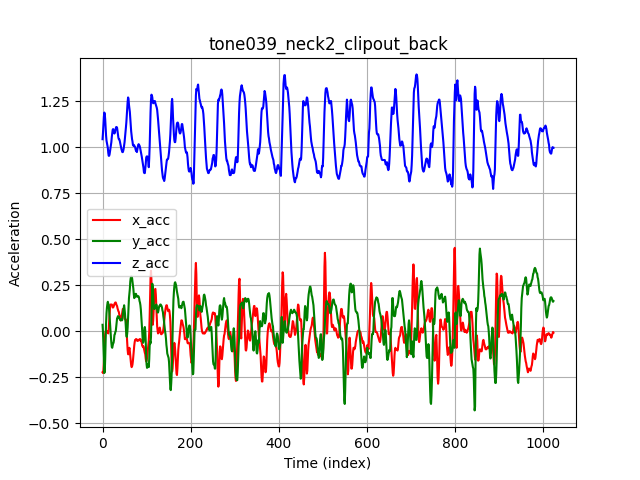 tone039_neck2_clipout_back
Acceleration
1.25
1.00
0.75
0.50
0.25
0.00
−0.25
−0.50
x_acc
y_acc
z_acc
0 200 400 600 800 1000
Time (index)